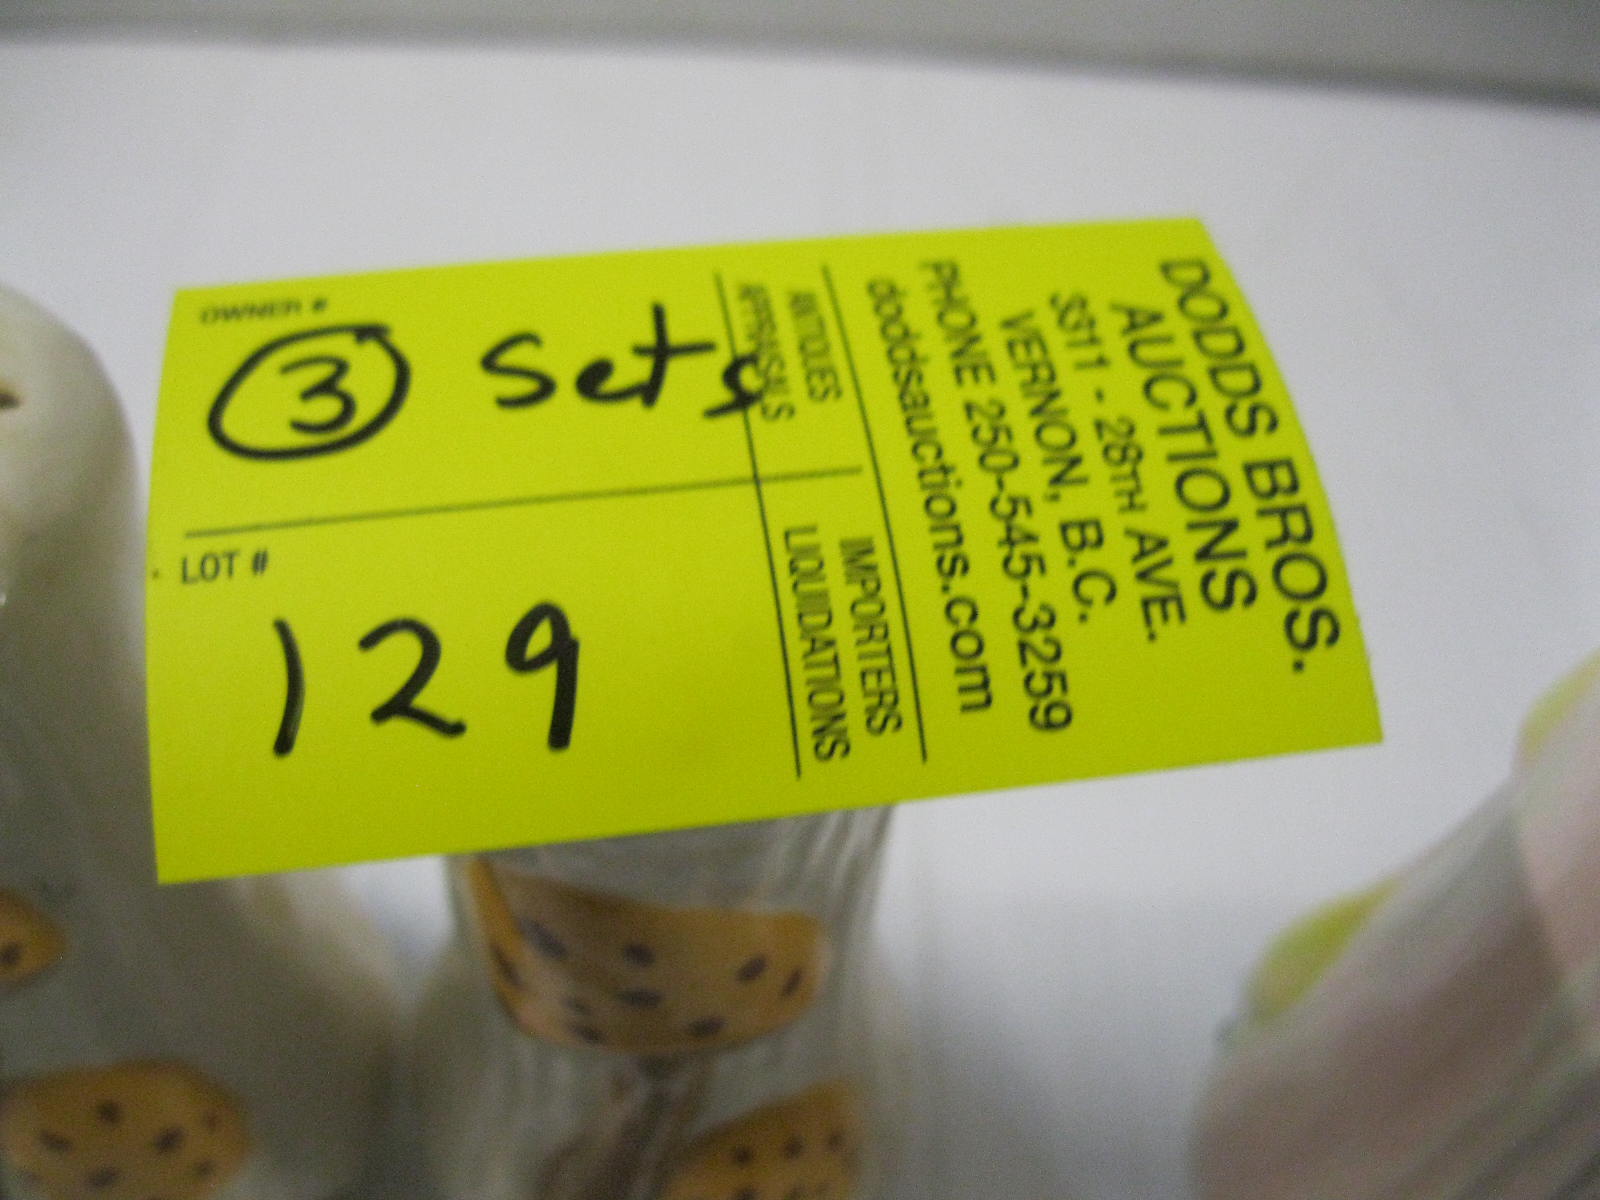 DODDS BROS.
AUCTIONS
3311 - 28TH AVE.
VERNON, B.C.
PHONE 250-545-3259
doddsauctions.com
ANTIQUES
APPRASALS
IMPORTERS
LIQUIDATIONS
OWNER #
3 Sets
LOT #
129